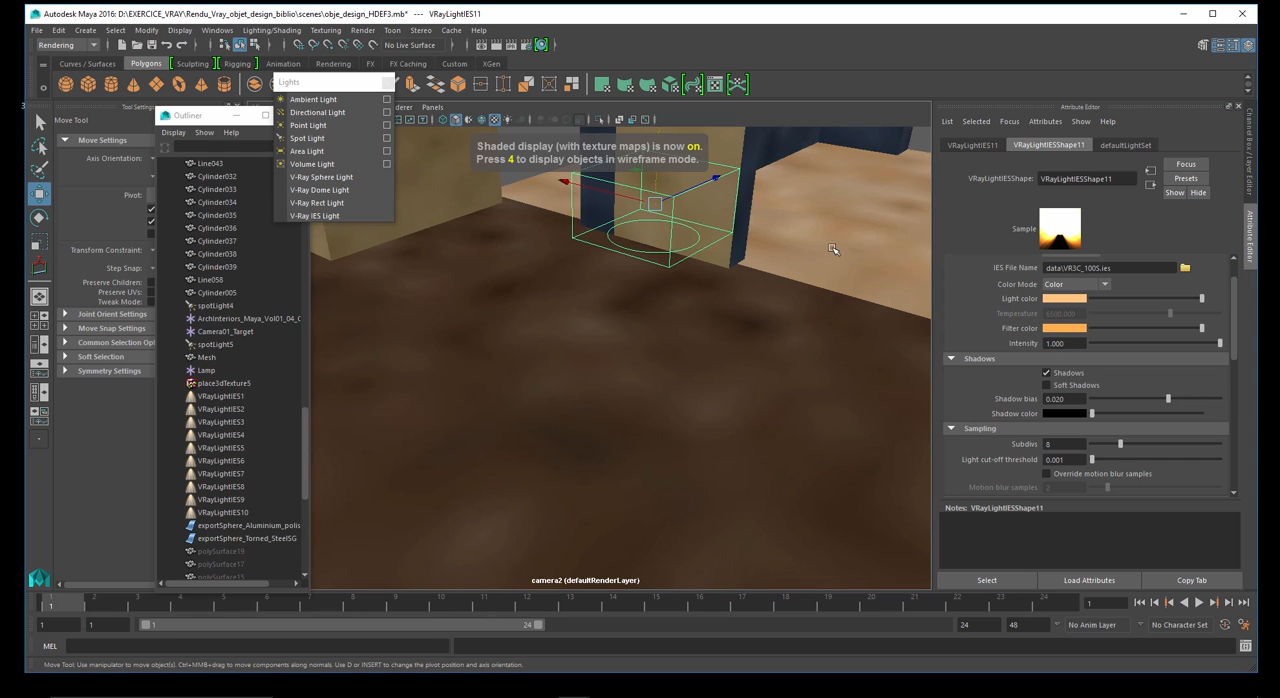 Autodesk Maya 2016: D:\EXERCICE_VRAY\Rendu_Vray_objet_design_biblio\scenes\obje_design_HDEF3.mb* --- VRayLightIES11
File Edit Create Select Modify Display Windows Lighting/Shading Texturing Render Toon Stereo Cache Help
Rendering
No Live Surface
Curves / Surfaces Polygons Sculpting Rigging Animation Rendering FX FX Caching Custom XGen
Lights
Ambient Light
Directional Light
Point Light
Spot Light
Area Light
Volume Light
V-Ray Sphere Light
V-Ray Dome Light
V-Ray Rect Light
V-Ray IES Light
Move Tool
Move Settings
Axis Orientation:
Pivot:
Transform Constraint:
Step Snap:
Preserve Children:
Preserve UVs:
Tweak Mode:
Joint Orient Settings
Move Snap Settings
Common Selection Opt
Soft Selection
Symmetry Settings
Outliner
Display Show Help
Line043
Cylinder032
Cylinder033
Cylinder034
Cylinder035
Cylinder036
Cylinder037
Cylinder038
Cylinder039
Line058
Cylinder005
spotLight4
ArchInteriors_Maya_Vol01_04_C
Camera01_Target
spotLight5
Mesh
Lamp
place3dTexture5
VRayLightIES1
VRayLightIES2
VRayLightIES3
VRayLightIES4
VRayLightIES5
VRayLightIES6
VRayLightIES7
VRayLightIES8
VRayLightIES9
VRayLightIES10
exportSphere_Aluminium_polis
exportSphere_Torned_SteelSG
polySurface19
polySurface17
polySurface15
derer Panels
Shaded display (with texture maps) is now on.
Press 4 to display objects in wireframe mode.
camera2 (defaultRenderLayer)
Attribute Editor
List Selected Focus Attributes Show Help
VRayLightIES11 VRayLightIESShape11 defaultLightSet
VRayLightIESShape: VRayLightIESShape11
Focus
Presets
Show Hide
Sample
IES File Name data\VR3C_100S.ies
Color Mode Color
Light color
Temperature 6500.000
Filter color
Intensity 1.000
Shadows
Shadows
Soft Shadows
Shadow bias 0.020
Shadow color
Sampling
Subdivs 8
Light cut-off threshold 0.001
Override motion blur samples
Motion blur samples 2
Notes: VRayLightIESShape11
Select Load Attributes Copy Tab
Channel Box / Layer Editor
Attribute Editor
1 2 3 4 5 6 7 8 9 10 11 12 13 14 15 16 17 18 19 20 21 22 23 24
1
1
1 1 1 24 24 48 No Anim Layer No Character Set
MEL
Move Tool: Use manipulator to move object(s). Ctrl+MMB+drag to move components along normals. Use D or INSERT to change the pivot position and axis orientation.